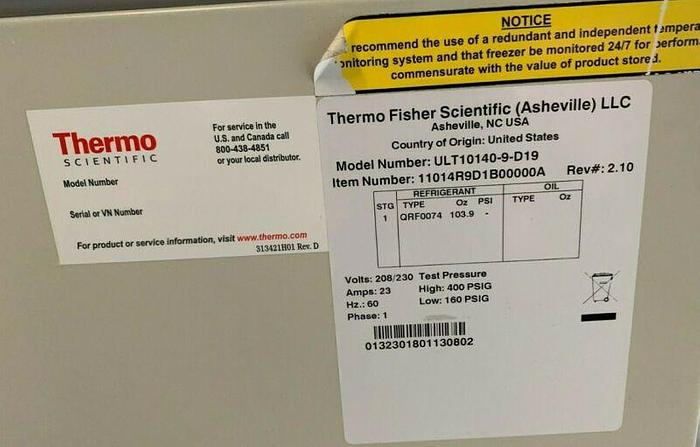 NOTICE
recommend the use of a redundant and independent tempera
onitoring system and that freezer be monitored 24/7 for perform
commensurate with the value of product stored.
Thermo
SCIENTIFIC
For service in the
U.S. and Canada call
800-438-4851
or your local distributor.
Model Number
Serial or VN Number
For product or service information, visit www.thermo.com
313421H01 Rev. D
Thermo Fisher Scientific (Asheville) LLC
Asheville, NC USA
Country of Origin: United States
Model Number: ULT10140-9-D19
Item Number: 11014R9D1B00000A Rev#: 2.10
REFRIGERANT OIL
STG TYPE Oz PSI TYPE Oz
1 QRF0074 103.9 -
Volts: 208/230 Test Pressure
Amps: 23 High: 400 PSIG
Hz.: 60 Low: 160 PSIG
Phase: 1
0132301801130802